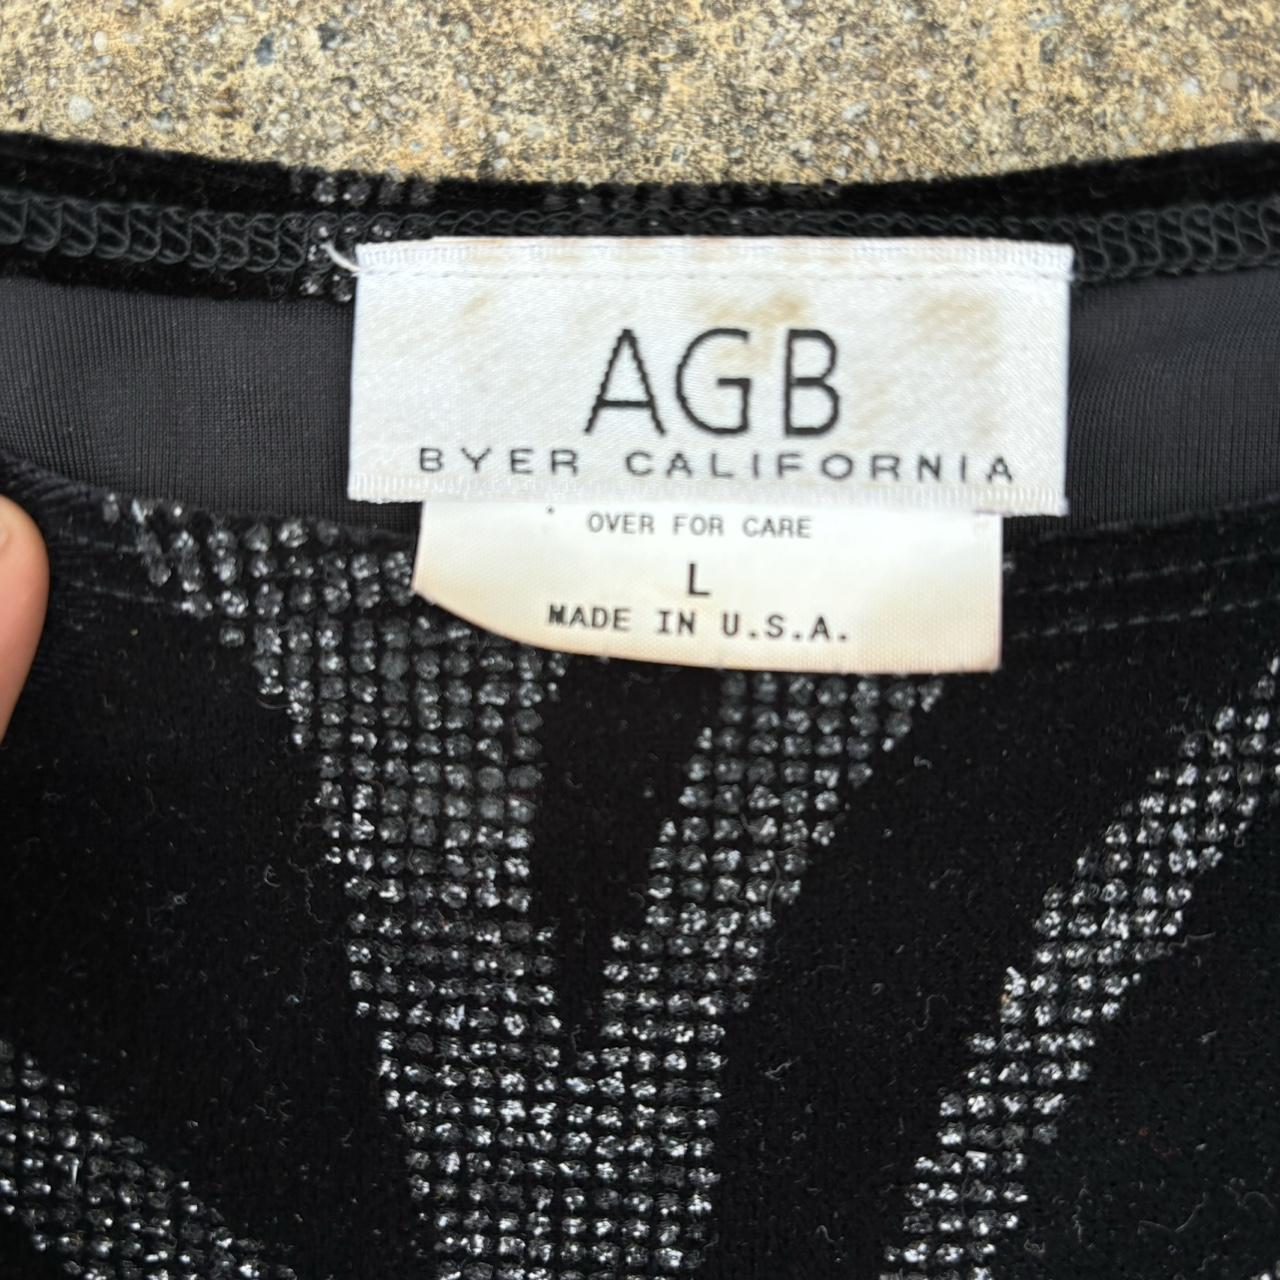 AGB
BYER CALIFORNIA
OVER FOR CARE
L
MADE IN U.S.A.